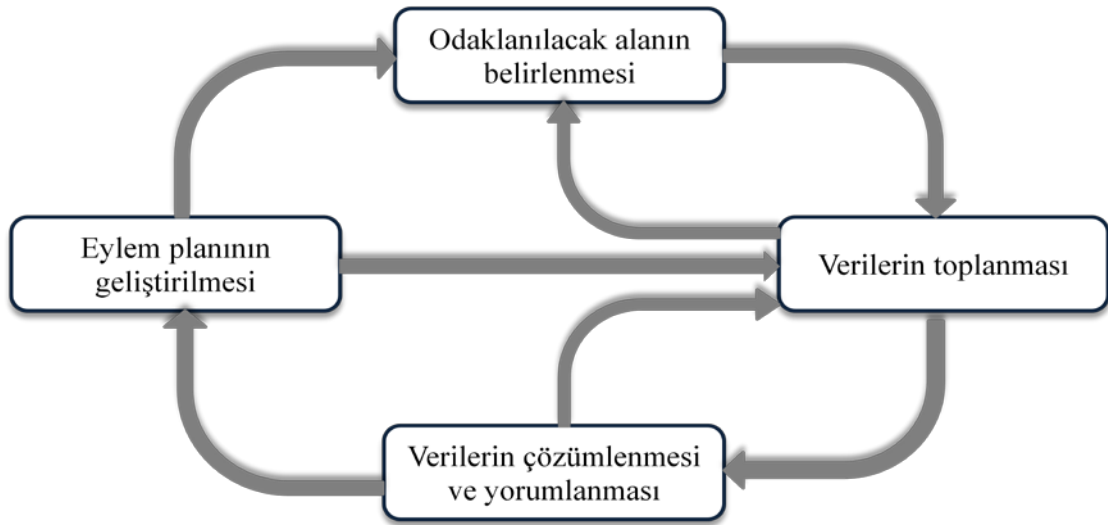 Odaklanılacak alanın
belirlenmesi
Eylem planının
geliştirilmesi
Verilerin toplanması
Verilerin çözümlenmesi
ve yorumlanması